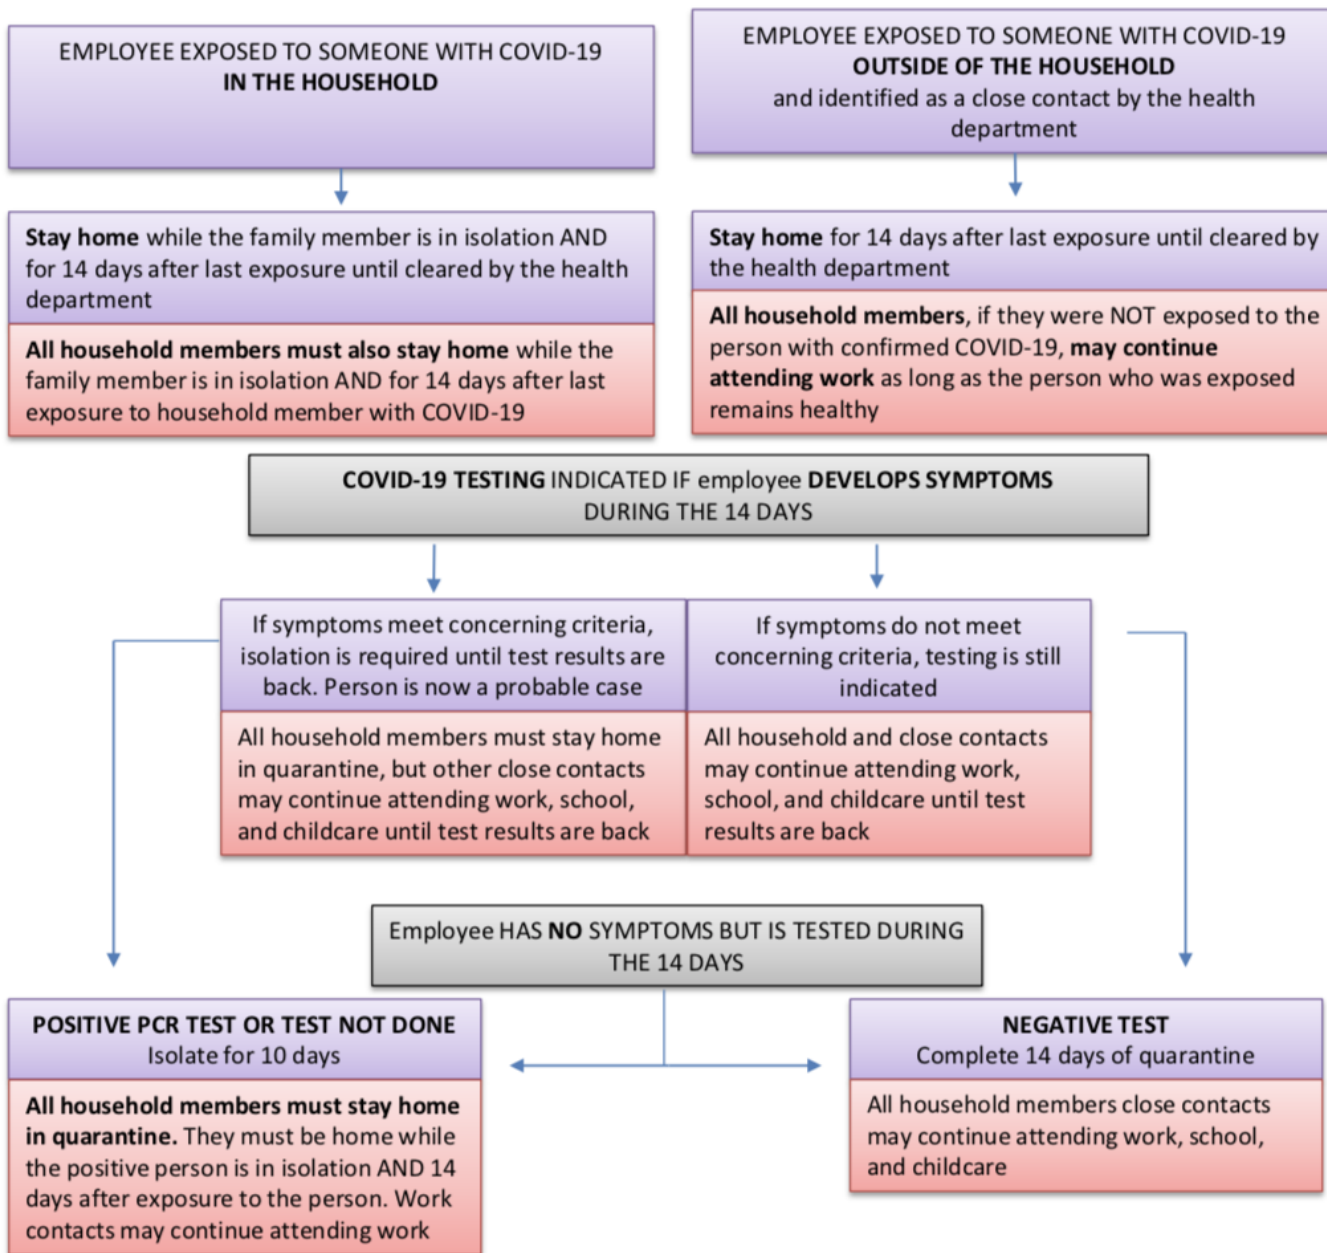 EMPLOYEE EXPOSED TO SOMEONE WITH COVID-19
IN THE HOUSEHOLD
EMPLOYEE EXPOSED TO SOMEONE WITH COVID-19
OUTSIDE OF THE HOUSEHOLD
and identified as a close contact by the health
department
Stay home while the family member is in isolation AND
for 14 days after last exposure until cleared by the health
department
All household members must also stay home while the
family member is in isolation AND for 14 days after last
exposure to household member with COVID-19
Stay home for 14 days after last exposure until cleared by
the health department
All household members, if they were NOT exposed to the
person with confirmed COVID-19, may continue
attending work as long as the person who was exposed
remains healthy
COVID-19 TESTING INDICATED IF employee DEVELOPS SYMPTOMS
DURING THE 14 DAYS
If symptoms meet concerning criteria,
isolation is required until test results are
back. Person is now a probable case
All household members must stay home
in quarantine, but other close contacts
may continue attending work, school,
and childcare until test results are back
If symptoms do not meet
concerning criteria, testing is still
indicated
All household and close contacts
may continue attending work,
school, and childcare until test
results are back
Employee HAS NO SYMPTOMS BUT IS TESTED DURING
THE 14 DAYS
POSITIVE PCR TEST OR TEST NOT DONE
Isolate for 10 days
All household members must stay home
in quarantine. They must be home while
the positive person is in isolation AND 14
days after exposure to the person. Work
contacts may continue attending work
NEGATIVE TEST
Complete 14 days of quarantine
All household members close contacts
may continue attending work, school,
and childcare